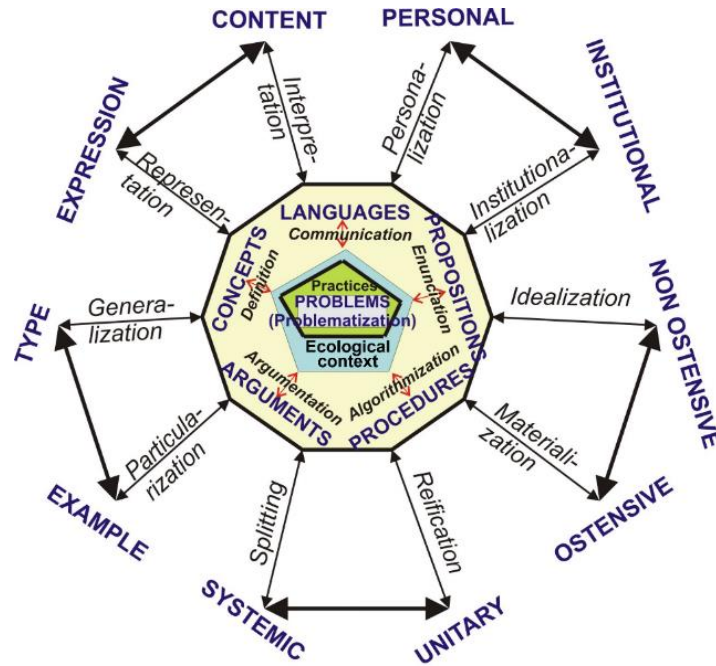 CONTENT
PERSONAL
EXPRESSION
INSTITUTIONAL
Interpre-
tation
Persona-
lization
Represen-
tation
Institutiona-
lization
LANGUAGES
Communication
CONCEPTS
Definition
PROPOSITIONS
Enunciation
Practices
PROBLEMS
(Problematization)
Ecological
context
TYPE
Genera-
lization
Idealization
NON OSTENSIVE
Argumentation
ARGUMENTS
Algorithmization
PROCEDURES
Particula-
rization
Materiali-
zation
EXAMPLE
OSTENSIVE
Splitting
Reification
SYSTEMIC
UNITARY